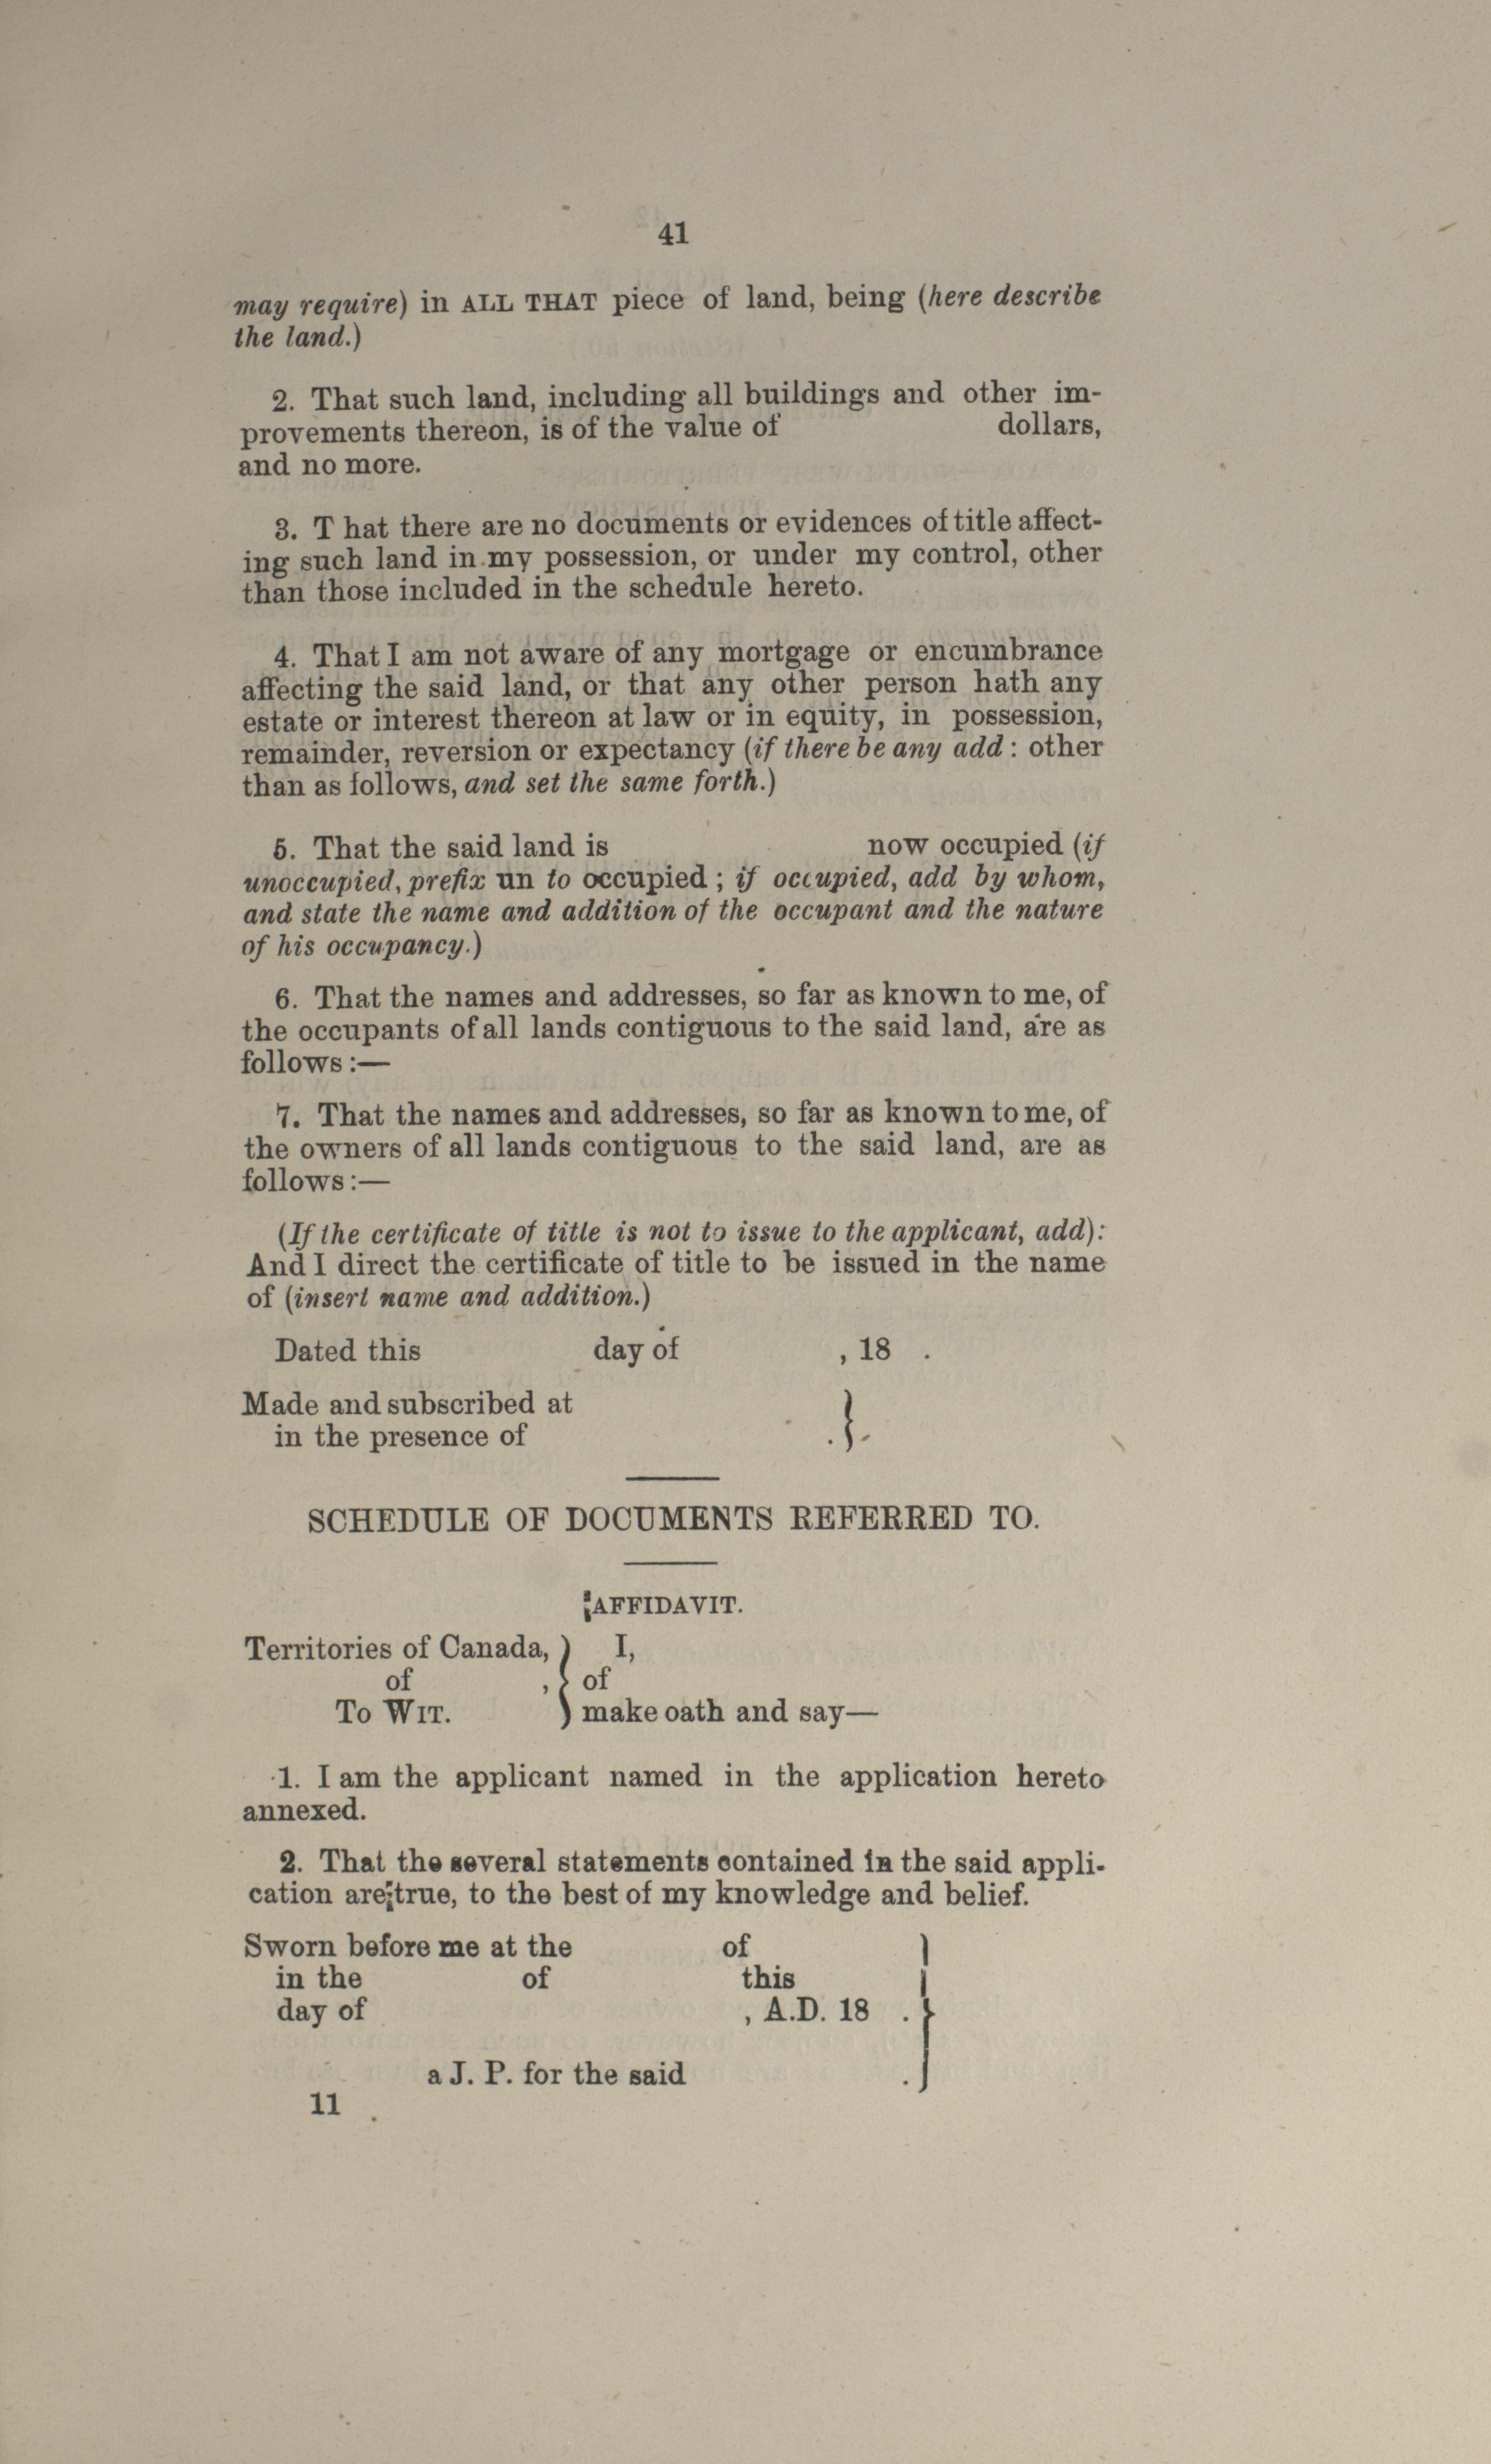 41
may require) in ALL THAT piece of land, being (here describe
the land.)
2. That such land, including all buildings and other im-
provements thereon, is of the value of dollars,
and no more.
3. T hat there are no documents or evidences of title affect-
ing such land in my possession, or under my control, other
than those included in the schedule hereto.
4. That I am not aware of any mortgage or encumbrance
affecting the said land, or that any other person hath any
estate or interest thereon at law or in equity, in possession,
remainder, reversion or expectancy (if there be any add : other
than as follows, and set the same forth.)
5. That the said land is now occupied (if
unoccupied, prefix un to occupied ; if occupied, add by whom,
and state the name and addition of the occupant and the nature
of his occupancy.)
6. That the names and addresses, so far as known to me, of
the occupants of all lands contiguous to the said land, are as
follows :—
7. That the names and addresses, so far as known to me, of
the owners of all lands contiguous to the said land, are as
follows :—
(If the certificate of title is not to issue to the applicant, add):
And I direct the certificate of title to be issued in the name
of (insert name and addition.)
Dated this day of , 18 .
Made and subscribed at
in the presence of . }
SCHEDULE OF DOCUMENTS REFERRED TO.
AFFIDAVIT.
Territories of Canada, ) I,
of , } of
To WIT. ) make oath and say—
1. I am the applicant named in the application hereto
annexed.
2. That the several statements contained in the said appli-
cation are true, to the best of my knowledge and belief.
Sworn before me at the of
in the of this
day of , A.D. 18 . }
a J. P. for the said .
11